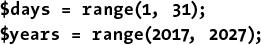 $days = range(1, 31);
$years = range(2017, 2027);